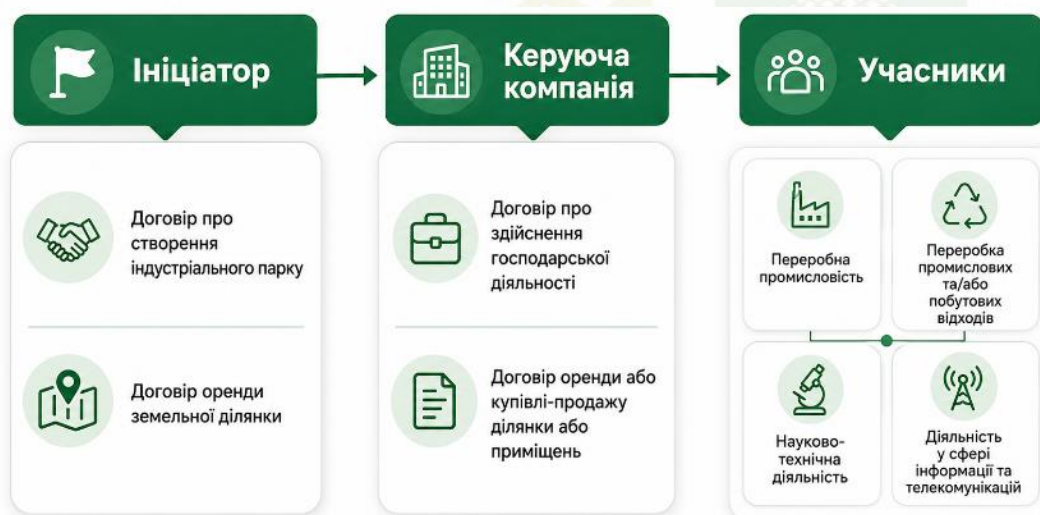 Ініціатор
Договір про
створення
індустріального парку
Договір оренди
земельної ділянки
Керуюча
компанія
Договір про
здійснення
господарської
діяльності
Договір оренди або
купівлі-продажу
ділянки або
приміщень
Учасники
Переробна
промисловість
Переробка
промислових
та/або
побутових
відходів
Науково-
технічна
діяльність
Діяльність
у сфері
інформації та
телекомунікацій